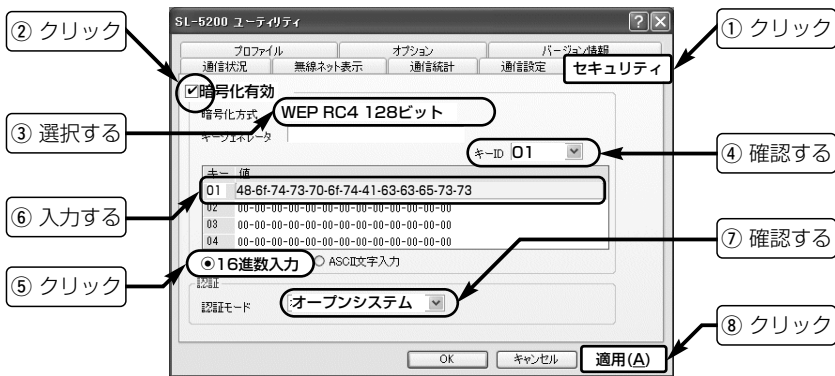 SL-5200 ユーティリティ
① クリック
② クリック
プロファイル
オプション
バージョン情報
通信状況
無線ネット表示
通信統計
通信設定
セキュリティ
暗号化有効
暗号化方式
WEP RC4 128ビット
③ 選択する
キージェネレータ
キーID 01
④ 確認する
キー 値
01 48-6f-74-73-70-6f-74-41-63-63-65-73-73
⑥ 入力する
02 00-00-00-00-00-00-00-00-00-00-00-00-00
03 00-00-00-00-00-00-00-00-00-00-00-00-00
04 00-00-00-00-00-00-00-00-00-00-00-00-00
⑦ 確認する
16進数入力
ASCII文字入力
⑤ クリック
認証
認証モード
オープンシステム
⑧ クリック
OK
キャンセル
適用(A)